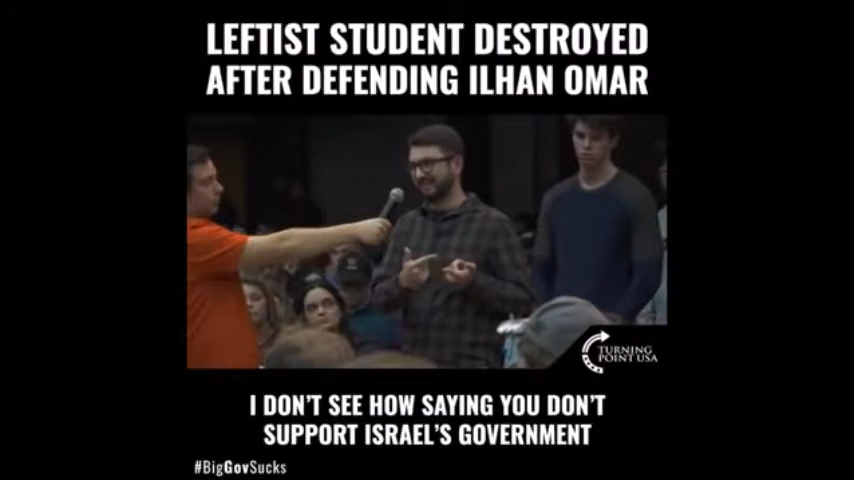 LEFTIST STUDENT DESTROYED
AFTER DEFENDING ILHAN OMAR
TURNING
POINT USA
I DON'T SEE HOW SAYING YOU DON'T
SUPPORT ISRAEL'S GOVERNMENT
#BigGovSucks